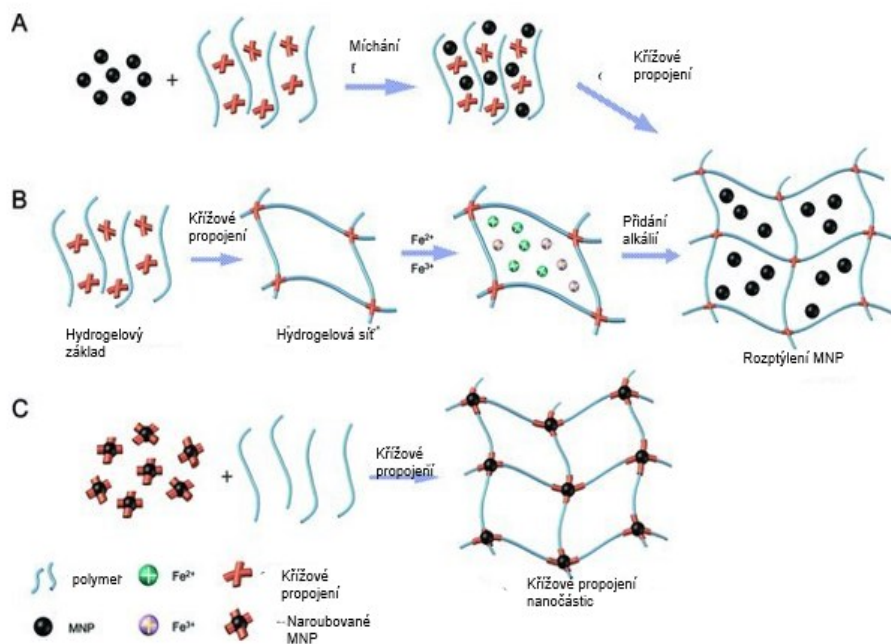 A
+
Míchání
Křížové
propojení
B
Křížové
propojení
Fe²⁺
Fe³⁺
Přidání
alkálií
Hydrogelový
základ
Hydrogelová síť
Rozptýlení MNP
C
+
Křížové
propojení
Křížové propojení
nanočástic
polymer
Fe²⁺
Křížové
propojení
MNP
Fe³⁺
Naroubované
MNP